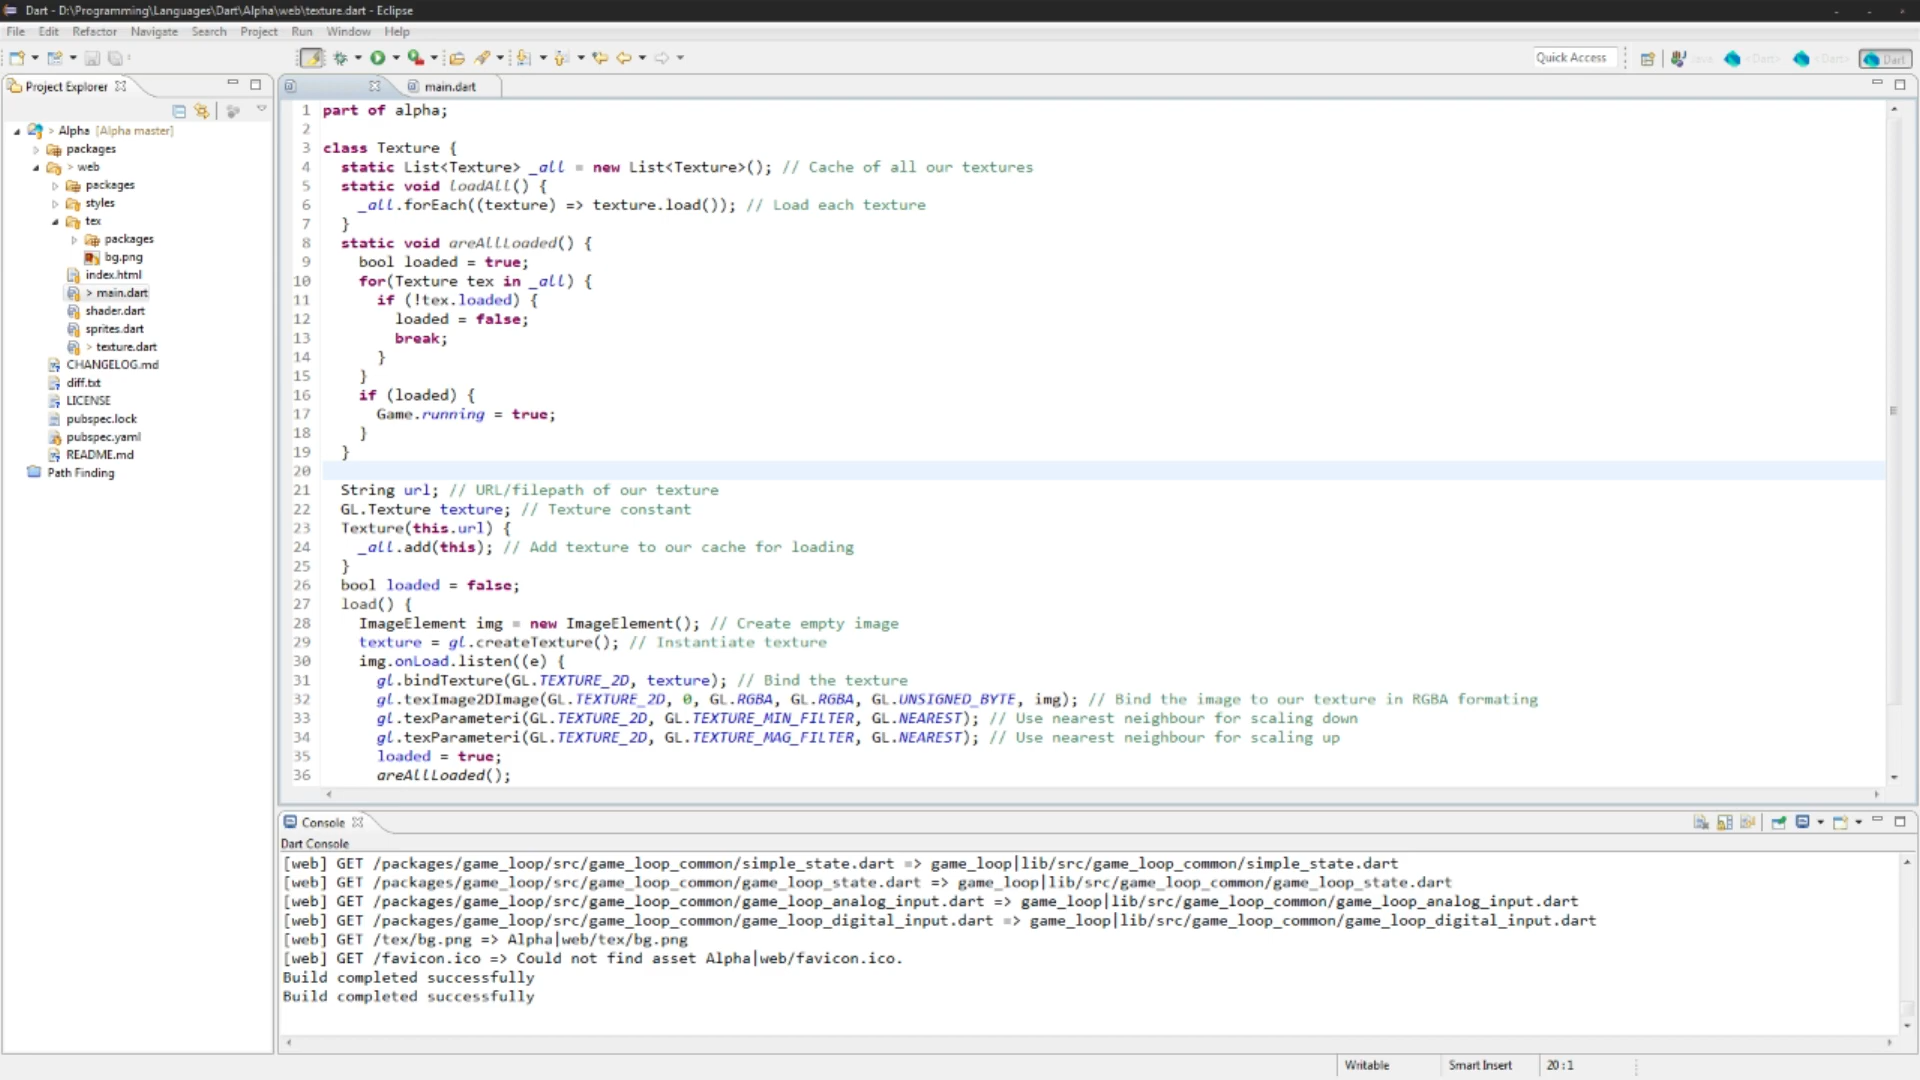 Dart - D:\Programming\Languages\Dart\Alpha\web\texture.dart - Eclipse
File Edit Refactor Navigate Search Project Run Window Help
Quick Access
Java Dart
Project Explorer
main.dart
Alpha [Alpha master]
packages
> web
packages
styles
tex
packages
bg.png
index.html
> main.dart
shader.dart
sprites.dart
> texture.dart
CHANGELOG.md
diff.txt
LICENSE
pubspec.lock
pubspec.yaml
README.md
Path Finding
1 part of alpha;
2
3 class Texture {
4 static List<Texture> _all = new List<Texture>(); // Cache of all our textures
5 static void loadAll() {
6 _all.forEach((texture) => texture.load()); // Load each texture
7 }
8 static void areAllLoaded() {
9 bool loaded = true;
10 for(Texture tex in _all) {
11 if (!tex.loaded) {
12 loaded = false;
13 break;
14 }
15 }
16 if (loaded) {
17 Game.running = true;
18 }
19 }
20
21 String url; // URL/filepath of our texture
22 GL.Texture texture; // Texture constant
23 Texture(this.url) {
24 _all.add(this); // Add texture to our cache for loading
25 }
26 bool loaded = false;
27 load() {
28 ImageElement img = new ImageElement(); // Create empty image
29 texture = gl.createTexture(); // Instantiate texture
30 img.onLoad.listen((e) {
31 gl.bindTexture(GL.TEXTURE_2D, texture); // Bind the texture
32 gl.texImage2DImage(GL.TEXTURE_2D, 0, GL.RGBA, GL.RGBA, GL.UNSIGNED_BYTE, img); // Bind the image to our texture in RGBA formating
33 gl.texParameteri(GL.TEXTURE_2D, GL.TEXTURE_MIN_FILTER, GL.NEAREST); // Use nearest neighbour for scaling down
34 gl.texParameteri(GL.TEXTURE_2D, GL.TEXTURE_MAG_FILTER, GL.NEAREST); // Use nearest neighbour for scaling up
35 loaded = true;
36 areAllLoaded();
Console
Dart Console
[web] GET /packages/game_loop/src/game_loop_common/simple_state.dart => game_loop|lib/src/game_loop_common/simple_state.dart
[web] GET /packages/game_loop/src/game_loop_common/game_loop_state.dart => game_loop|lib/src/game_loop_common/game_loop_state.dart
[web] GET /packages/game_loop/src/game_loop_common/game_loop_analog_input.dart => game_loop|lib/src/game_loop_common/game_loop_analog_input.dart
[web] GET /packages/game_loop/src/game_loop_common/game_loop_digital_input.dart => game_loop|lib/src/game_loop_common/game_loop_digital_input.dart
[web] GET /tex/bg.png => Alpha|web/tex/bg.png
[web] GET /favicon.ico => Could not find asset Alpha|web/favicon.ico.
Build completed successfully
Build completed successfully
Writable Smart Insert 20 : 1